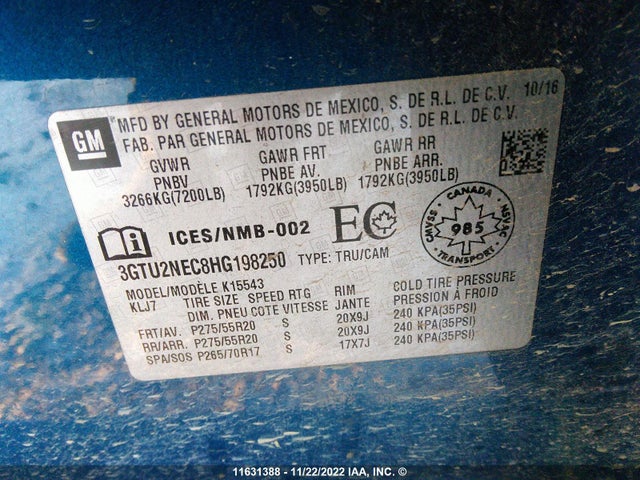 GM
MFD BY GENERAL MOTORS DE MEXICO, S. DE R.L. DE C.V. 10/16
FAB. PAR GENERAL MOTORS DE MEXICO, S. DE R.L. DE C.V.
GVWR GAWR FRT GAWR RR
PNBV PNBE AV. PNBE ARR.
3266KG(7200LB) 1792KG(3950LB) 1792KG(3950LB)
ICES/NMB-002 EC
CANADA
CMVSS 985 NSVAC
TRANSPORT
3GTU2NEC8HG198250 TYPE: TRU/CAM
MODEL/MODÈLE K15543
KLJ7 TIRE SIZE SPEED RTG RIM COLD TIRE PRESSURE
DIM. PNEU COTE VITESSE JANTE PRESSION À FROID
FRT/AV. P275/55R20 S 20X9J 240 KPA(35PSI)
RR/ARR. P275/55R20 S 20X9J 240 KPA(35PSI)
SPA/SOS P265/70R17 S 17X7J 240 KPA(35PSI)
11631388 - 11/22/2022 IAA, INC. ©